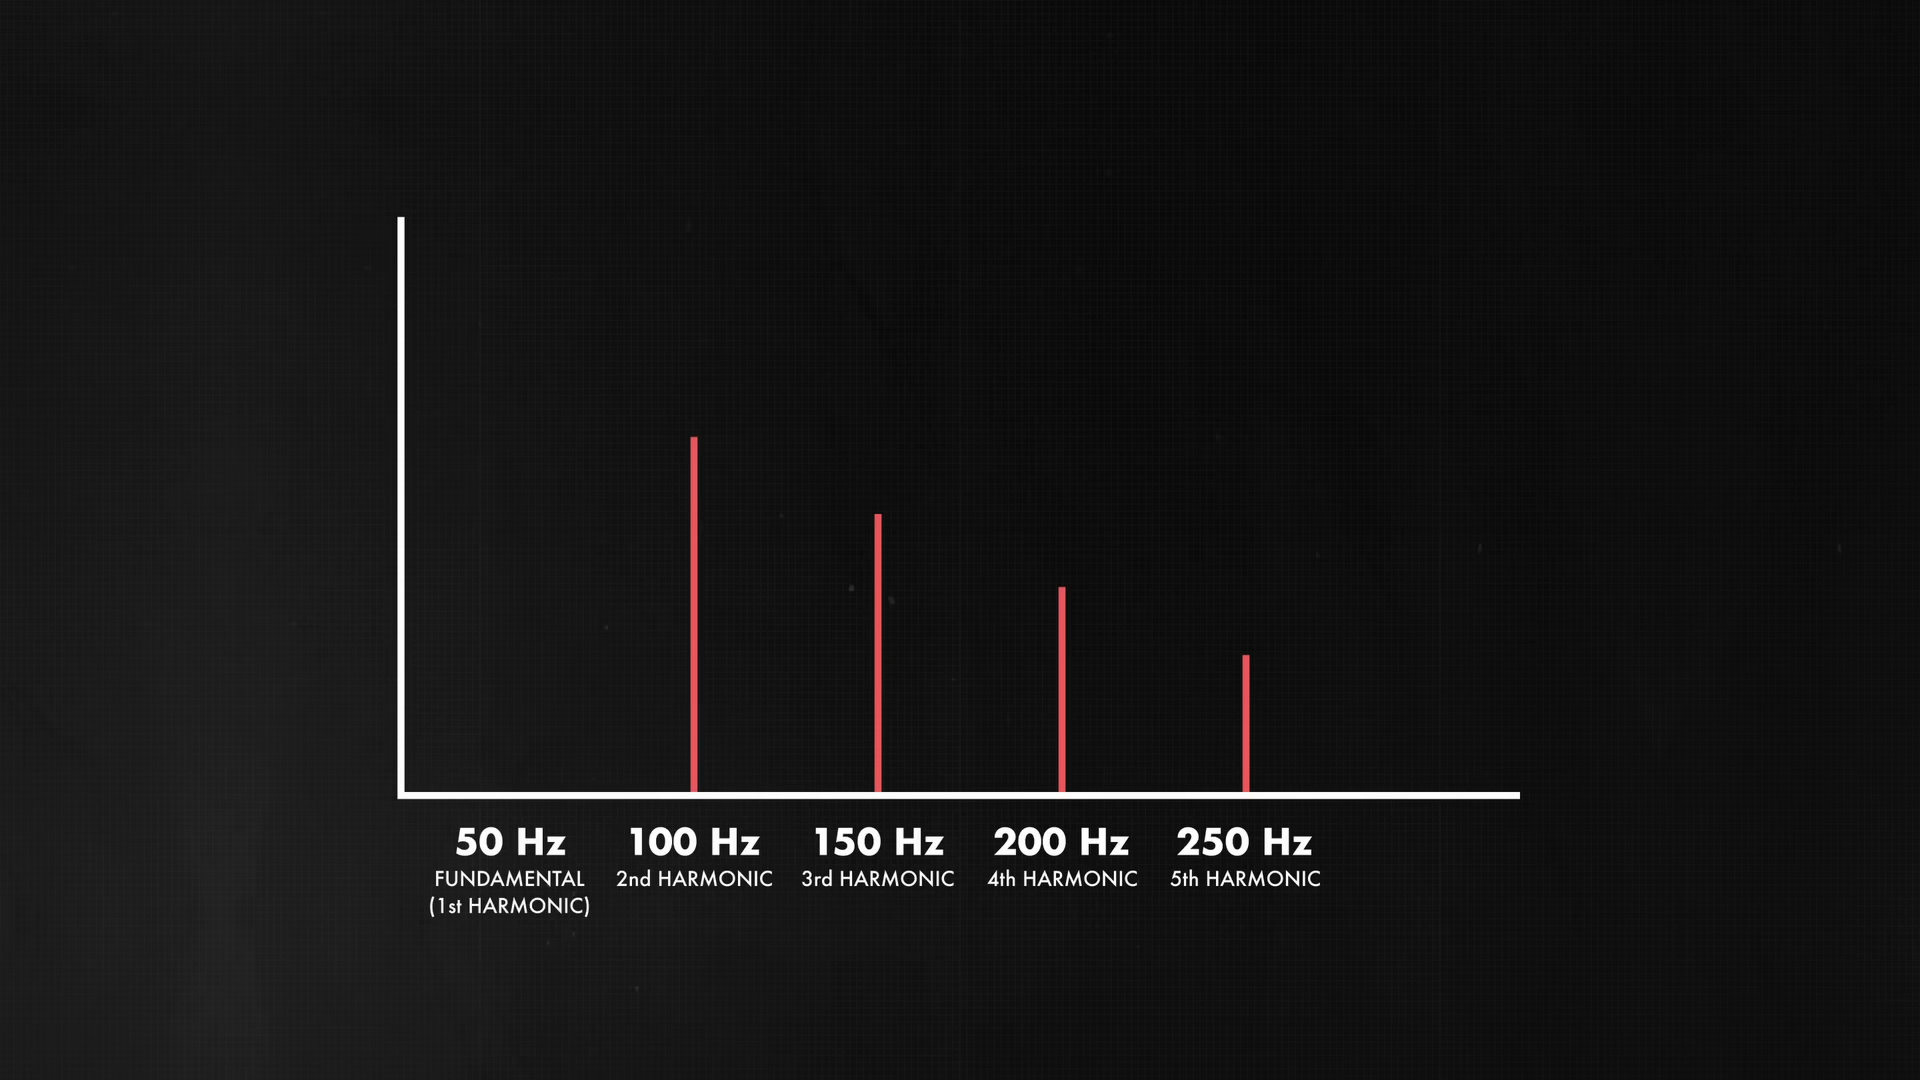 50 Hz 100 Hz 150 Hz 200 Hz 250 Hz
FUNDAMENTAL 2nd HARMONIC 3rd HARMONIC 4th HARMONIC 5th HARMONIC
(1st HARMONIC)